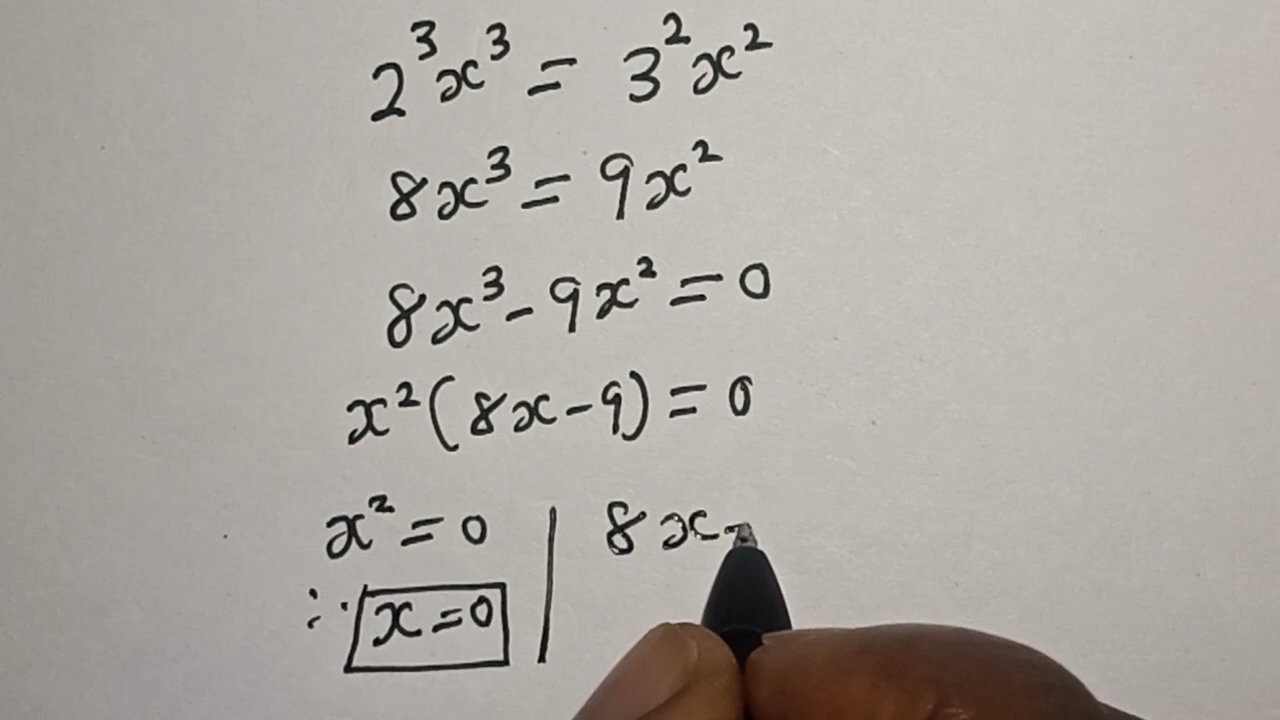 2³x³ = 3²x²
8x³ = 9x²
8x³ - 9x² = 0
x²(8x - 9) = 0
x² = 0 | 8x -
∴ x = 0